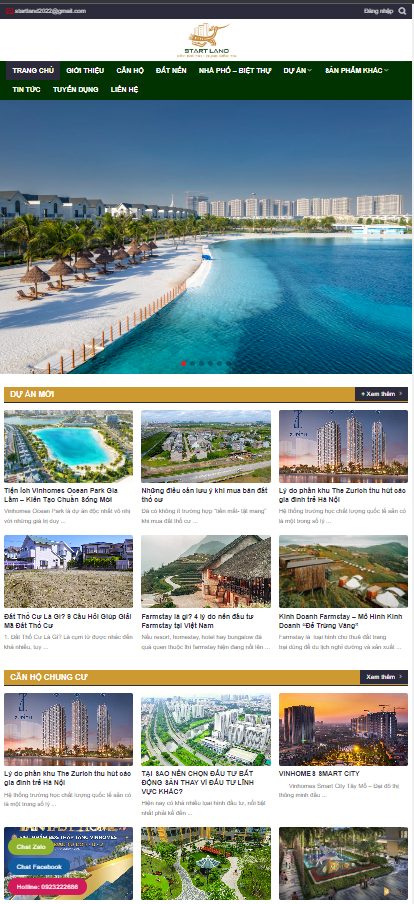 startland2022@gmail.com
Đăng nhập
START LAND
TRANG CHỦ GIỚI THIỆU CĂN HỘ ĐẤT NỀN NHÀ PHỐ – BIỆT THỰ DỰ ÁN SẢN PHẨM KHÁC
TIN TỨC TUYỂN DỤNG LIÊN HỆ
DỰ ÁN MỚI
+ Xem thêm
Tiện ích Vinhomes Ocean Park Gia
Lâm – Kiến Tạo Chuẩn Sống Mới
Vinhomes Ocean Park là dự án độc nhất vô nhị
với những giá trị duy ...
Những điều cần lưu ý khi mua bán đất
thổ cư
Đã có không ít trường hợp "tiền mất- tật mang"
khi mua đất thổ cư ...
ZURICH
Lý do phân khu The Zurich thu hút các
gia đình trẻ Hà Nội
Hệ thống trường học chất lượng quốc tế sẵn có
là một trong số lý ...
Đất Thổ Cư Là Gì? 9 Câu Hỏi Giúp Giải
Mã Đất Thổ Cư
1. Đất Thổ Cư Là Gì? Là cụm từ được nhắc đến
khá nhiều, tuy ...
Farmstay là gì? 4 lý do nên đầu tư
Farmstay tại Việt Nam
Nếu resort, homestay, hotel hay bungalow đã
quá quen thuộc thì farmstay hiện đang nổi lên ...
Kinh Doanh Farmstay – Mô Hình Kinh
Doanh "Đẻ Trứng Vàng"
Farmstay là loại hình cho thuê đất trang
trại dùng để du lịch nghỉ dưỡng và sản xuất ...
CĂN HỘ CHUNG CƯ
Xem thêm
ZURICH
Lý do phân khu The Zurich thu hút các
gia đình trẻ Hà Nội
Hệ thống trường học chất lượng quốc tế sẵn có
là một trong số lý ...
TẠI SAO NÊN CHỌN ĐẦU TƯ BẤT
ĐỘNG SẢN THAY VÌ ĐẦU TƯ LĨNH
VỰC KHÁC?
Hiện nay có khá nhiều loại hình đầu tư, nổi bật
nhất phải kể đến ...
VINHOMES SMART CITY
Vinhomes Smart City Tây Mỗ – Đại đô thị
thông minh đầu ...
Chat Zalo
Chat Facebook
Hotline: 0923222686